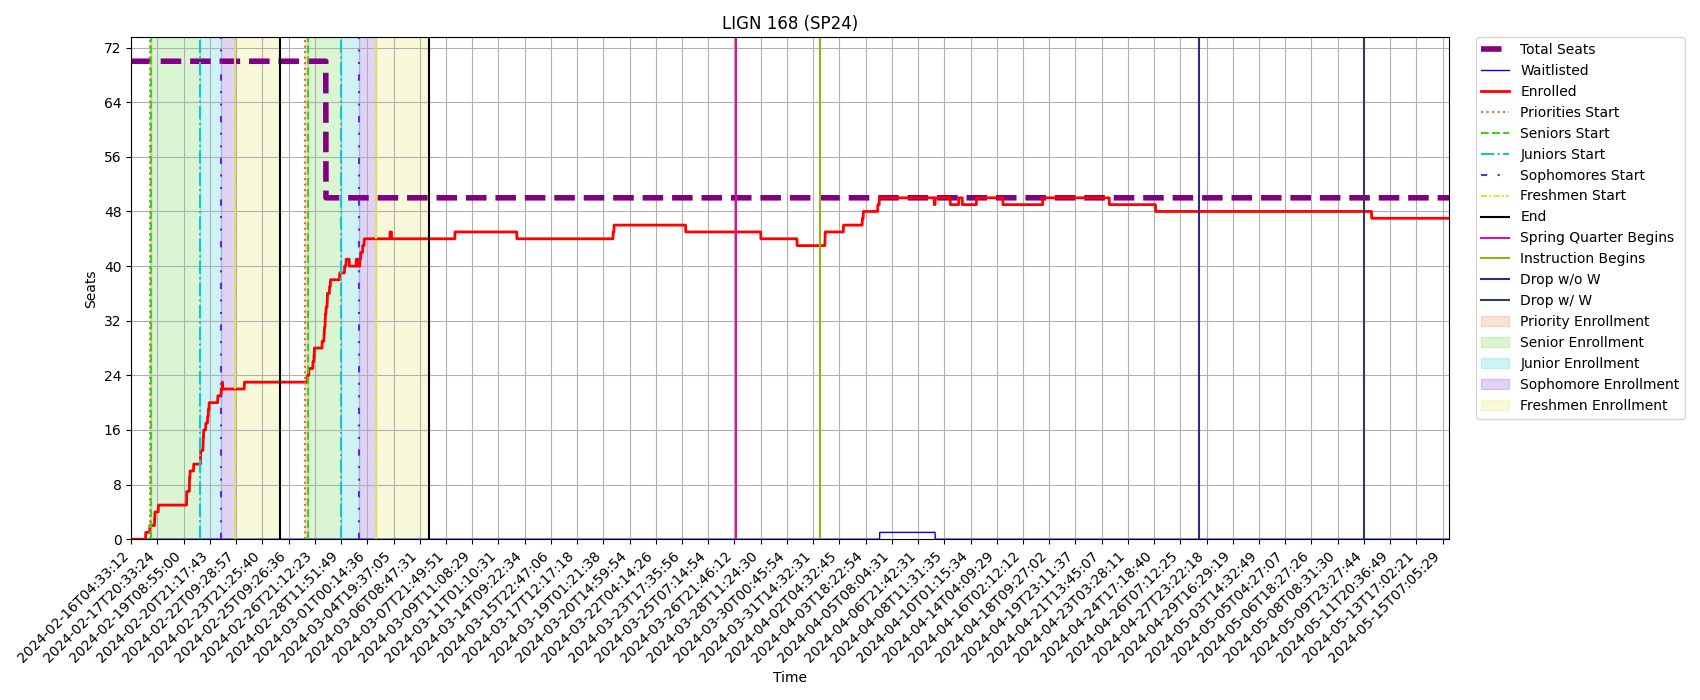 LIGN 168 (SP24)
Seats
72
64
56
48
40
32
24
16
8
0
2024-02-16T04:33:12
2024-02-17T20:33:24
2024-02-19T08:55:00
2024-02-20T21:17:43
2024-02-22T09:28:57
2024-02-23T21:25:40
2024-02-25T09:26:36
2024-02-26T21:12:23
2024-02-28T11:51:49
2024-03-01T00:14:36
2024-03-04T19:37:05
2024-03-06T08:47:31
2024-03-07T21:49:51
2024-03-09T11:08:29
2024-03-11T01:10:31
2024-03-14T09:22:34
2024-03-15T22:47:06
2024-03-17T12:17:18
2024-03-19T01:21:38
2024-03-20T14:59:54
2024-03-22T04:14:26
2024-03-23T17:35:56
2024-03-25T07:14:54
2024-03-26T21:46:12
2024-03-28T11:24:30
2024-03-30T00:45:54
2024-03-31T14:32:31
2024-04-02T04:32:45
2024-04-03T18:22:54
2024-04-05T08:04:31
2024-04-06T21:42:31
2024-04-08T11:31:35
2024-04-10T01:15:34
2024-04-14T04:09:29
2024-04-16T02:12:12
2024-04-18T09:27:02
2024-04-19T23:11:37
2024-04-21T13:45:07
2024-04-23T03:28:11
2024-04-24T17:18:40
2024-04-26T07:12:25
2024-04-27T23:22:18
2024-04-29T16:29:19
2024-05-03T14:32:49
2024-05-05T04:27:07
2024-05-06T18:27:26
2024-05-08T08:31:30
2024-05-09T23:27:44
2024-05-11T20:36:49
2024-05-13T17:02:21
2024-05-15T07:05:29
Time
Total Seats
Waitlisted
Enrolled
Priorities Start
Seniors Start
Juniors Start
Sophomores Start
Freshmen Start
End
Spring Quarter Begins
Instruction Begins
Drop w/o W
Drop w/ W
Priority Enrollment
Senior Enrollment
Junior Enrollment
Sophomore Enrollment
Freshmen Enrollment